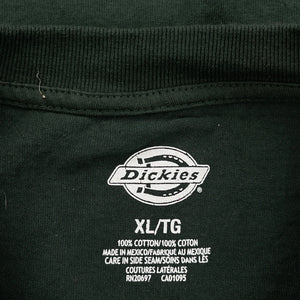 Dickies
®
XL/TG
100% COTTON/100% COTON
MADE IN MEXICO/FABRIQUÉ AU MEXIQUE
CARE IN SIDE SEAM/SOINS DANS LES
COUTURES LATÉRALES
RN20697 CA01095